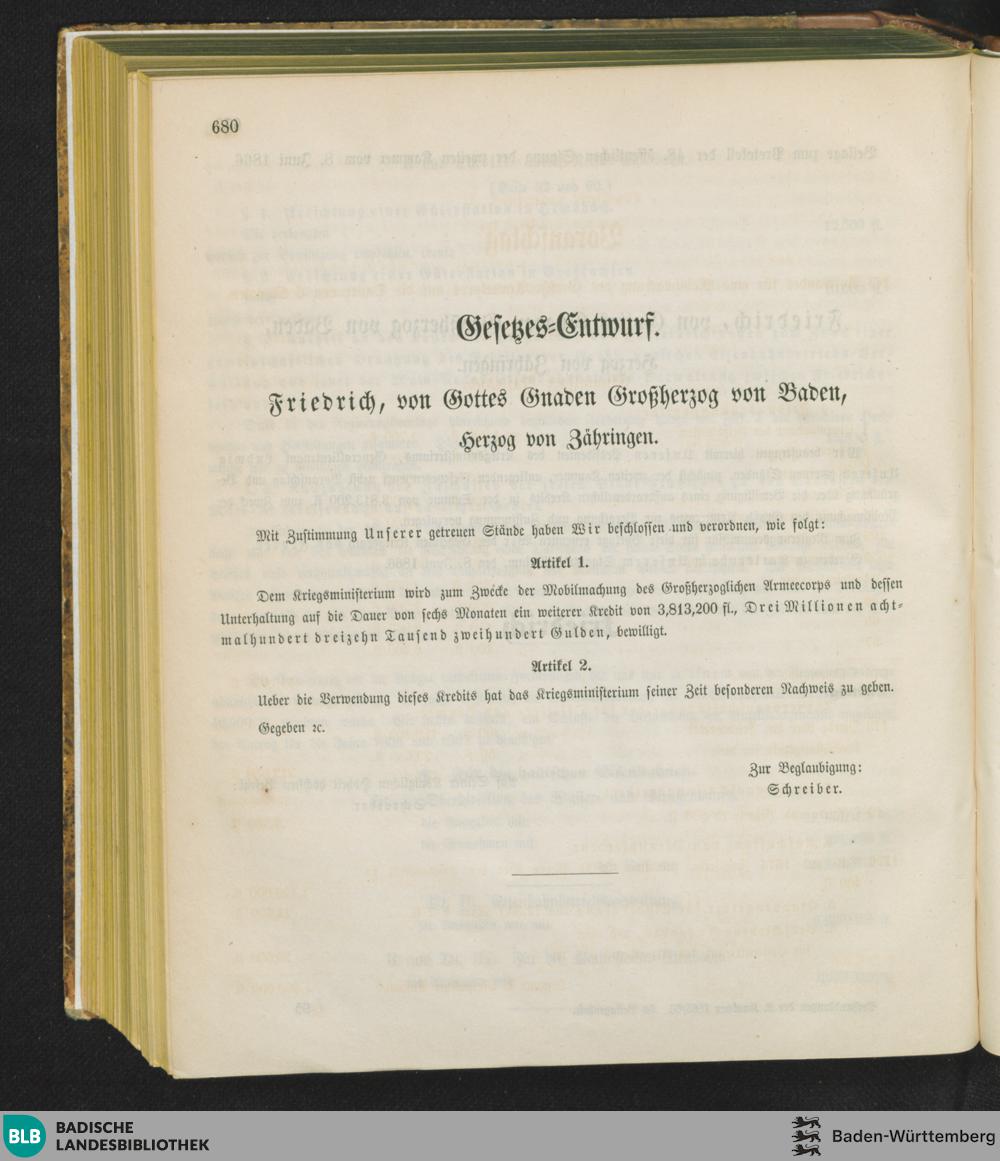 680
Gesetzes-Entwurf.
Friedrich, von Gottes Gnaden Großherzog von Baden,
Herzog von Zähringen.
Mit Zustimmung Unserer getreuen Stände haben Wir beschlossen und verordnen, wie folgt:
Artikel 1.
Dem Kriegsministerium wird zum Zwecke der Mobilmachung des Großherzoglichen Armeecorps und dessen
Unterhaltung auf die Dauer von sechs Monaten ein weiterer Kredit von 3,813,200 fl., Drei Millionen acht-
malhundert dreizehn Tausend zweihundert Gulden, bewilligt.
Artikel 2.
Ueber die Verwendung dieses Kredits hat das Kriegsministerium seiner Zeit besonderen Nachweis zu geben.
Gegeben ꝛc.
Zur Beglaubigung:
Schreiber.
BLB BADISCHE
LANDESBIBLIOTHEK
Baden-Württemberg